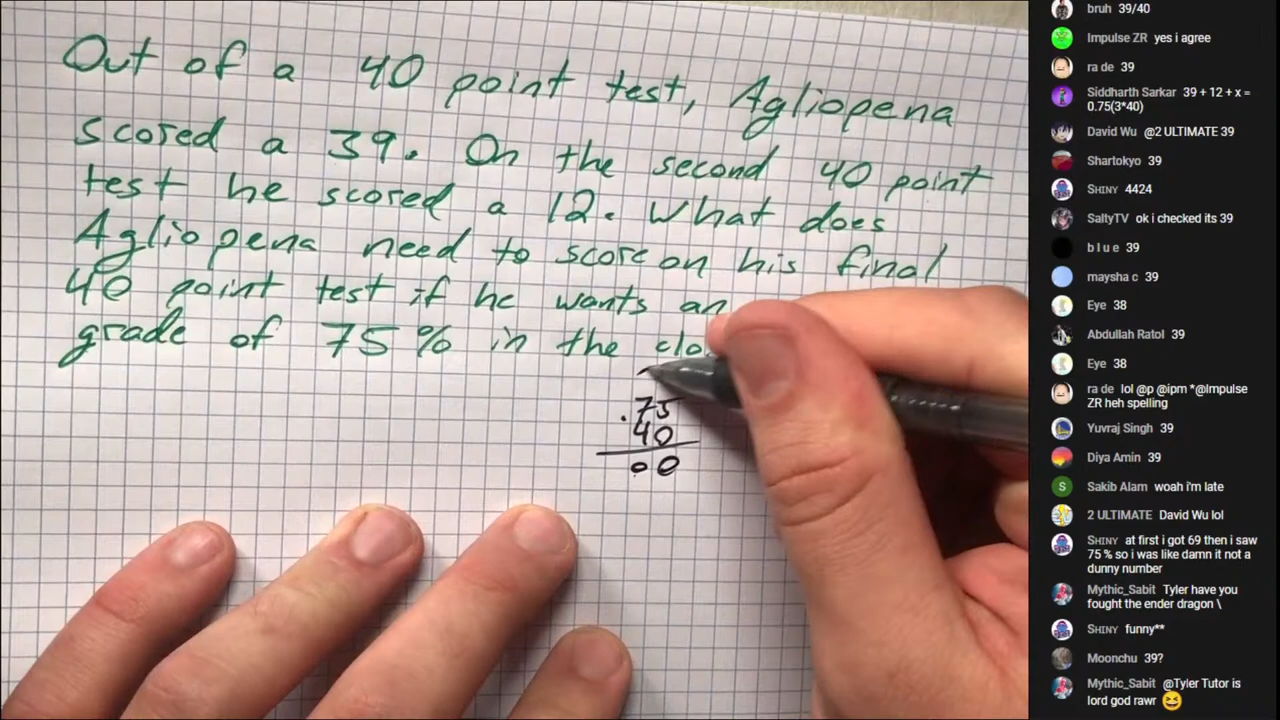 Out of a 40 point test, Agliopena
scored a 39. On the second 40 point
test he scored a 12. What does
Agliopena need to score on his final
40 point test if he wants an
grade of 75% in the
.75
40
00
bruh 39/40
Impulse ZR yes i agree
ra de 39
Siddharth Sarkar 39 + 12 + x =
0.75(3*40)
David Wu @2 ULTIMATE 39
Shartokyo 39
SHINY 4424
SaltyTV ok i checked its 39
b l u e 39
maysha c 39
Eye 38
Abdullah Ratol 39
Eye 38
ra de lol @p @ipm *@Impulse
ZR heh spelling
Yuvraj Singh 39
Diya Amin 39
S
Sakib Alam woah i'm late
2 ULTIMATE David Wu lol
SHINY at first i got 69 then i saw
75 % so i was like damn it not a
dunny number
Mythic_Sabit Tyler have you
fought the ender dragon \
SHINY funny**
Moonchu 39?
Mythic_Sabit @Tyler Tutor is
lord god rawr 😆